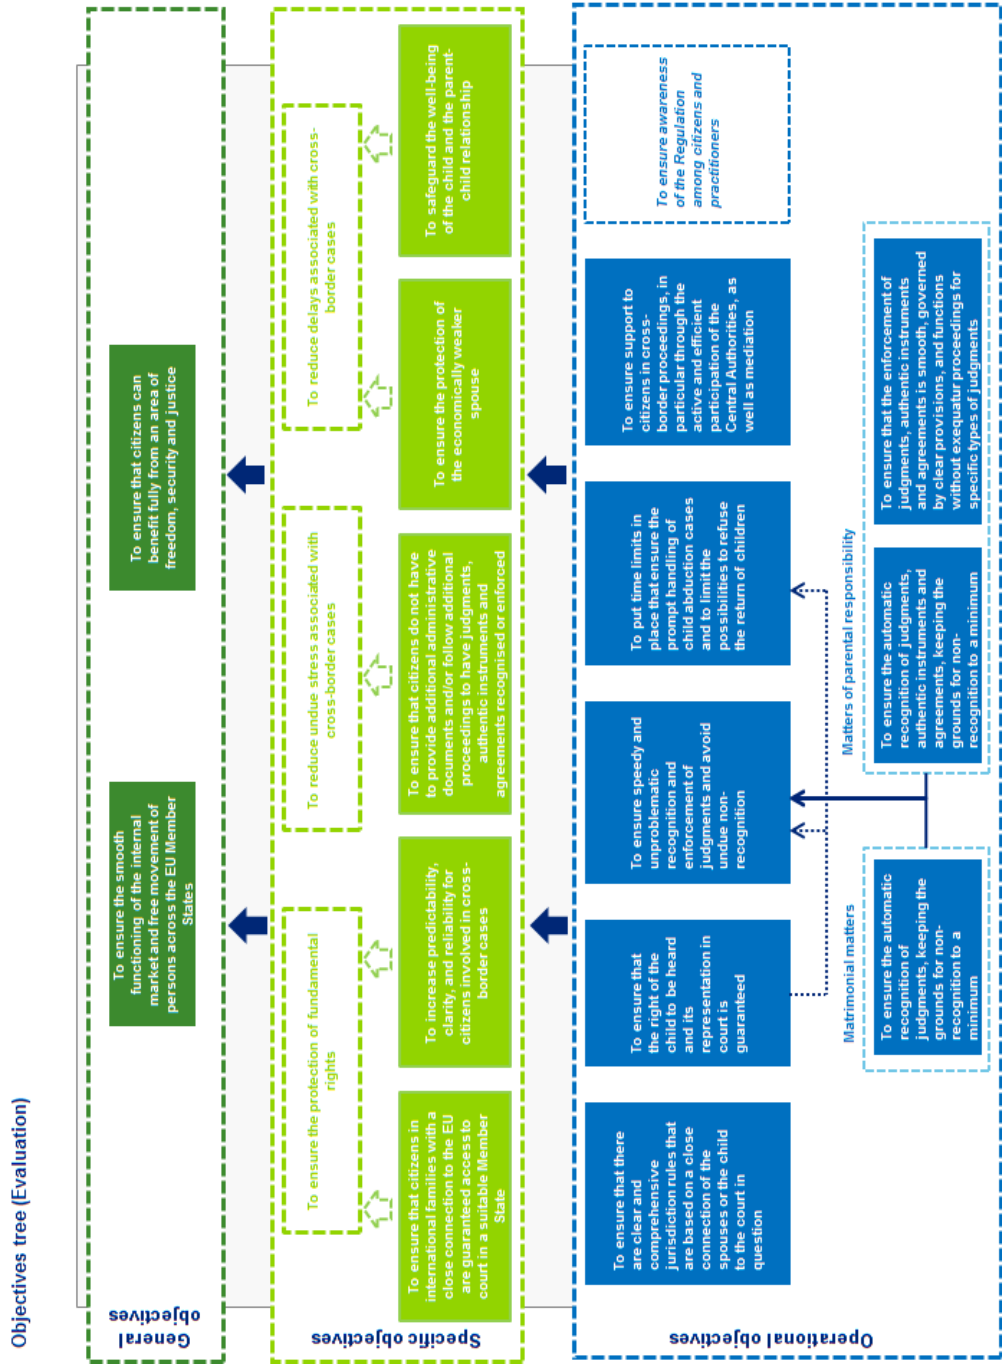 Objectives tree (Evaluation)
General
objectives
To ensure the smooth
functioning of the internal
market and free movement of
persons across the EU Member
States
To ensure that citizens can
benefit fully from an area of
freedom, security and justice
Specific objectives
To ensure the protection of fundamental
rights
To reduce undue stress associated with
cross-border cases
To reduce delays associated with cross-
border cases
To ensure that citizens in
international families with a
close connection to the EU
are guaranteed access to
court in a suitable Member
State
To increase predictability,
clarity, and reliability for
citizens involved in cross-
border cases
To ensure that citizens do not have
to provide additional administrative
documents and/or follow additional
proceedings to have judgments,
authentic instruments and
agreements recognised or enforced
To ensure the protection of
the economically weaker
spouse
To safeguard the well-being
of the child and the parent-
child relationship
Operational objectives
To ensure that there
are clear and
comprehensive
jurisdiction rules that
are based on a close
connection of the
spouses or the child
to the court in
question
To ensure that
the right of the
child to be heard
and its
representation in
court is
guaranteed
To ensure speedy and
unproblematic
recognition and
enforcement of
judgments and avoid
undue non-
recognition
To put time limits in
place that ensure the
prompt handling of
child abduction cases
and to limit the
possibilities to refuse
the return of children
To ensure support to
citizens in cross-
border proceedings, in
particular through the
active and efficient
participation of the
Central Authorities, as
well as mediation
To ensure awareness
of the Regulation
among citizens and
practitioners
Matrimonial matters
To ensure the automatic
recognition of
judgments, keeping the
grounds for non-
recognition to a
minimum
Matters of parental responsibility
To ensure the automatic
recognition of judgments,
authentic instruments and
agreements, keeping the
grounds for non-
recognition to a minimum
To ensure that the enforcement of
judgments, authentic instruments
and agreements is smooth, governed
by clear provisions, and functions
without exequatur proceedings for
specific types of judgments